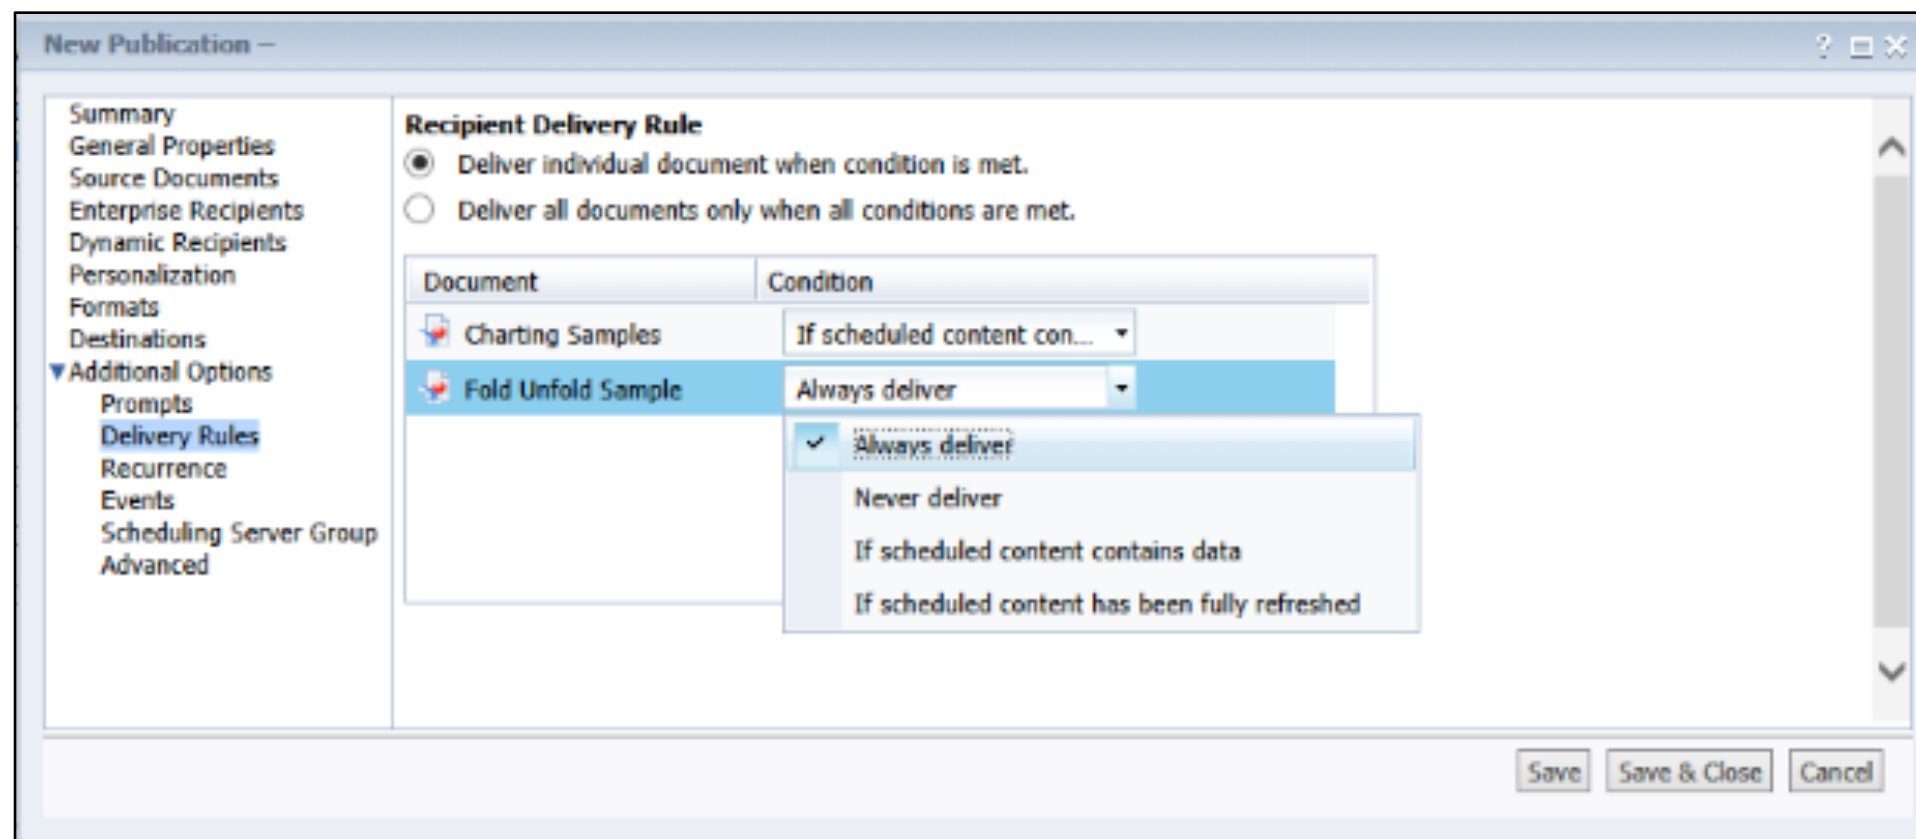 New Publication –
?
Summary
General Properties
Source Documents
Enterprise Recipients
Dynamic Recipients
Personalization
Formats
Destinations
Additional Options
Prompts
Delivery Rules
Recurrence
Events
Scheduling Server Group
Advanced
Recipient Delivery Rule
Deliver individual document when condition is met.
Deliver all documents only when all conditions are met.
Document Condition
Charting Samples If scheduled content con...
Fold Unfold Sample Always deliver
Always deliver
Never deliver
If scheduled content contains data
If scheduled content has been fully refreshed
Save Save & Close Cancel